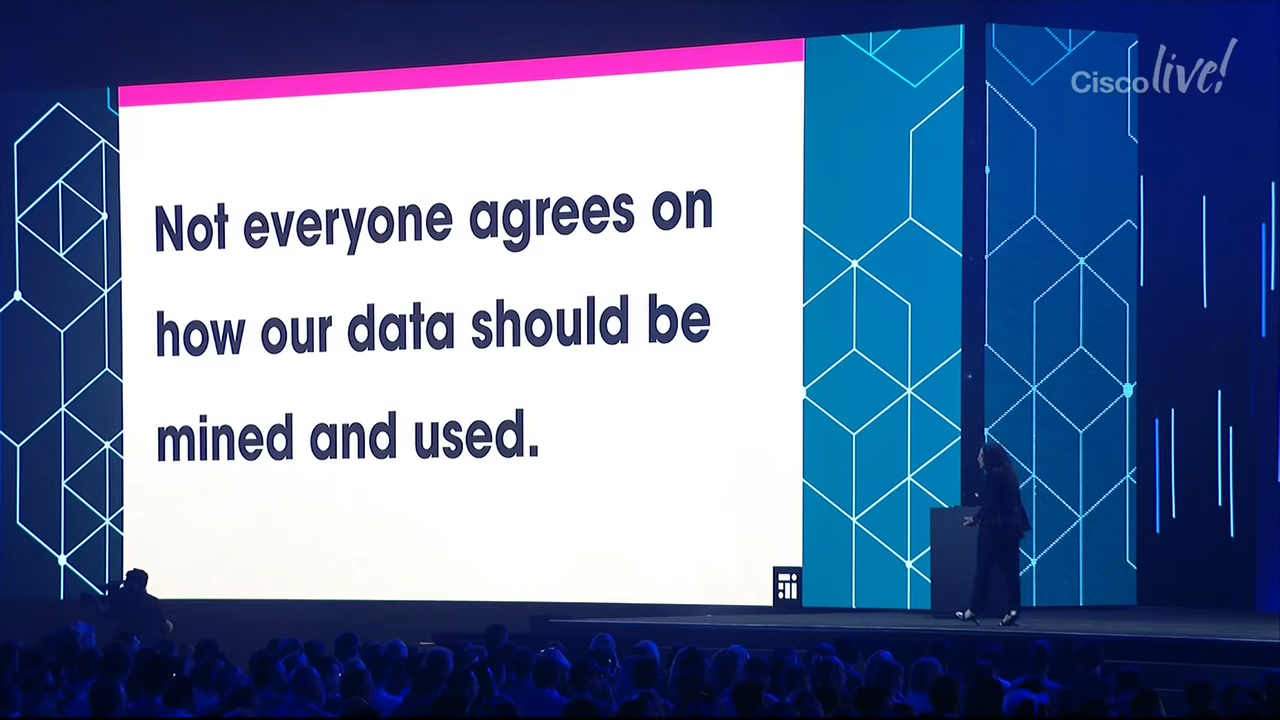 Cisco live!
Not everyone agrees on
how our data should be
mined and used.